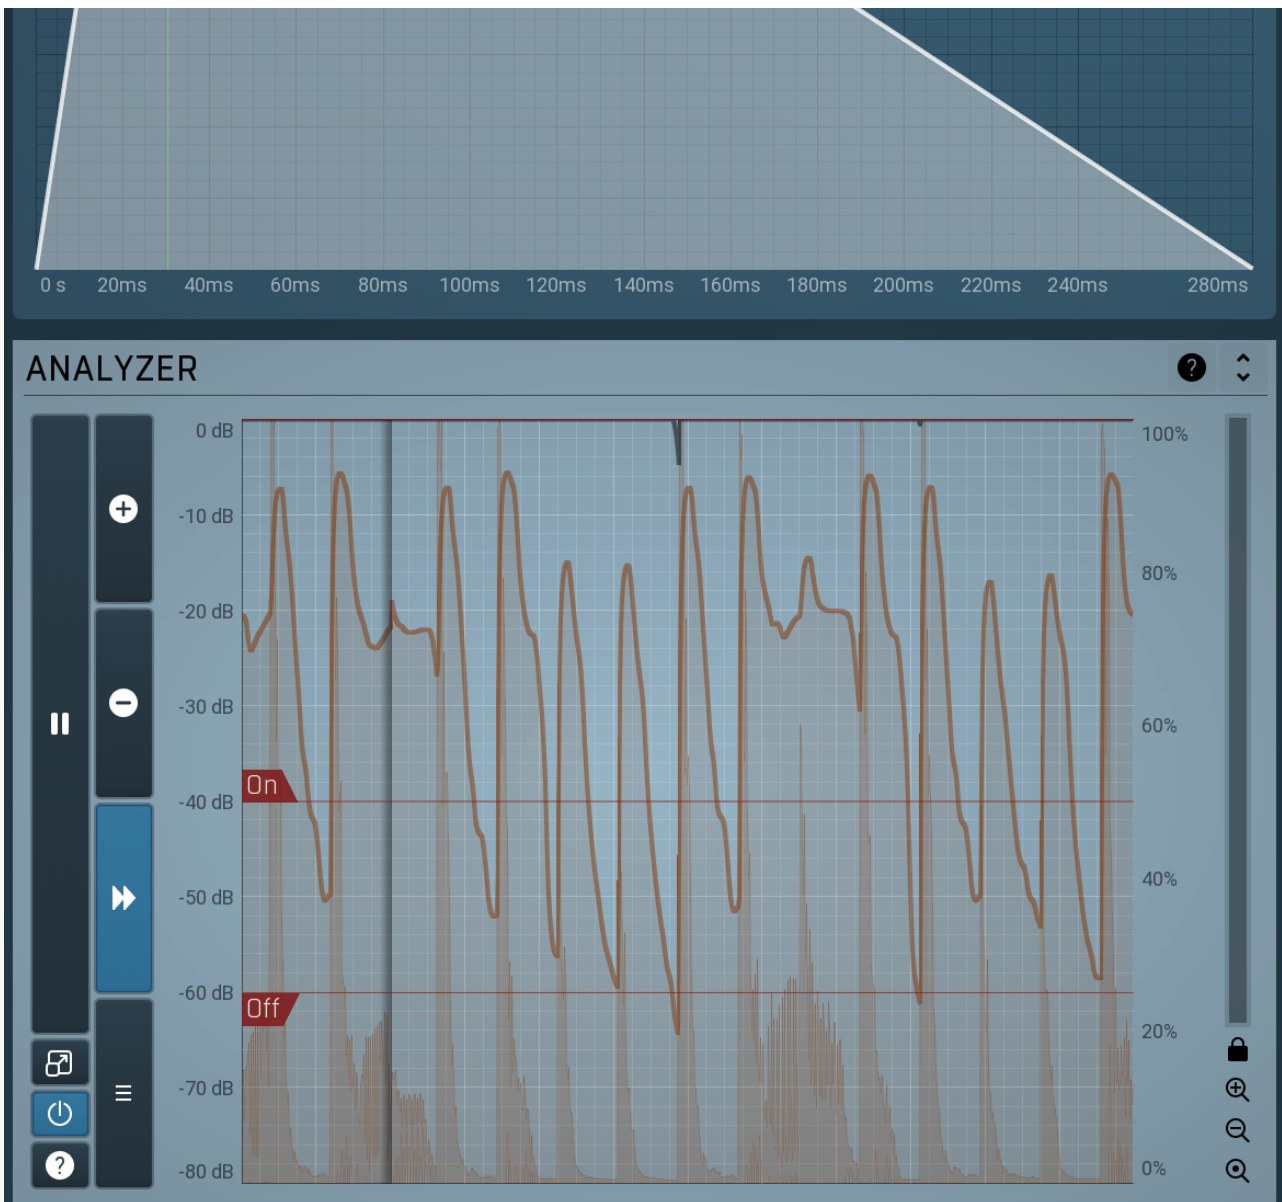 0 s 20ms 40ms 60ms 80ms 100ms 120ms 140ms 160ms 180ms 200ms 220ms 240ms 280ms
ANALYZER
?
0 dB
100%
-10 dB
80%
-20 dB
-30 dB
60%
On
-40 dB
40%
-50 dB
-60 dB
Off
20%
-70 dB
-80 dB
0%
?